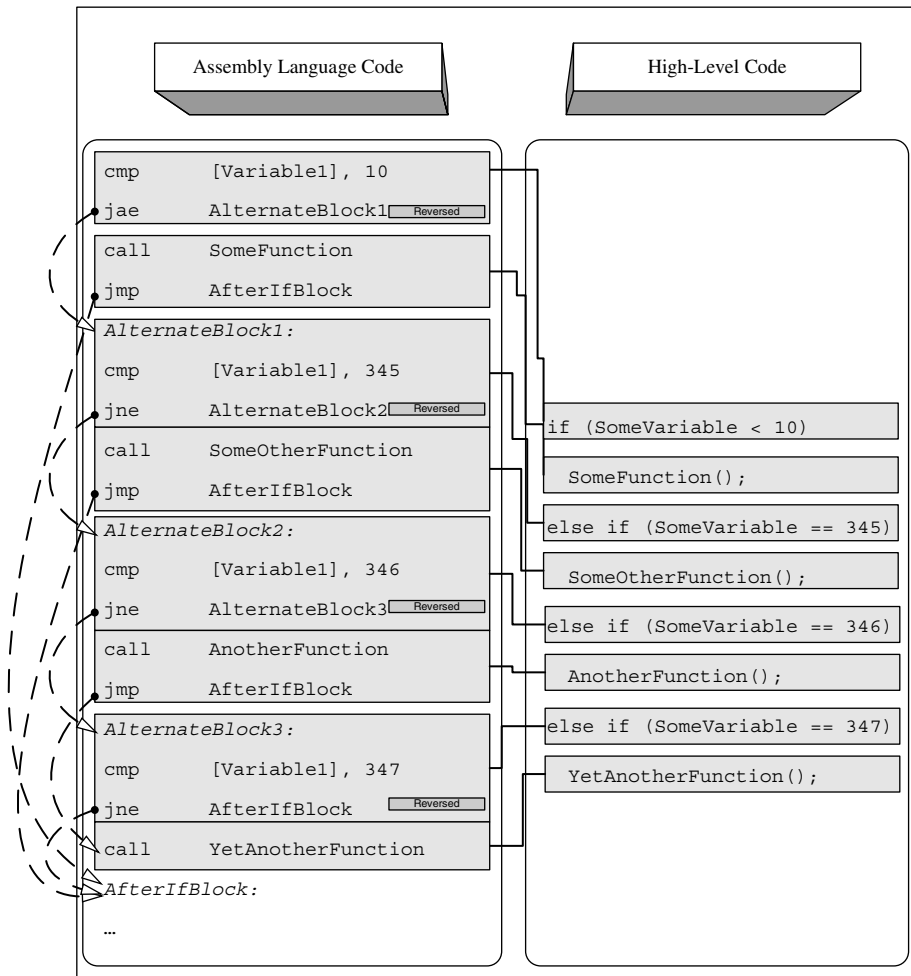 Assembly Language Code
High-Level Code
cmp [Variable1], 10
jae AlternateBlock1 Reversed
call SomeFunction
jmp AfterIfBlock
AlternateBlock1:
cmp [Variable1], 345
jne AlternateBlock2 Reversed
call SomeOtherFunction
jmp AfterIfBlock
AlternateBlock2:
cmp [Variable1], 346
jne AlternateBlock3 Reversed
call AnotherFunction
jmp AfterIfBlock
AlternateBlock3:
cmp [Variable1], 347
jne AfterIfBlock Reversed
call YetAnotherFunction
AfterIfBlock:
…
if (SomeVariable < 10)
SomeFunction();
else if (SomeVariable == 345)
SomeOtherFunction();
else if (SomeVariable == 346)
AnotherFunction();
else if (SomeVariable == 347)
YetAnotherFunction();